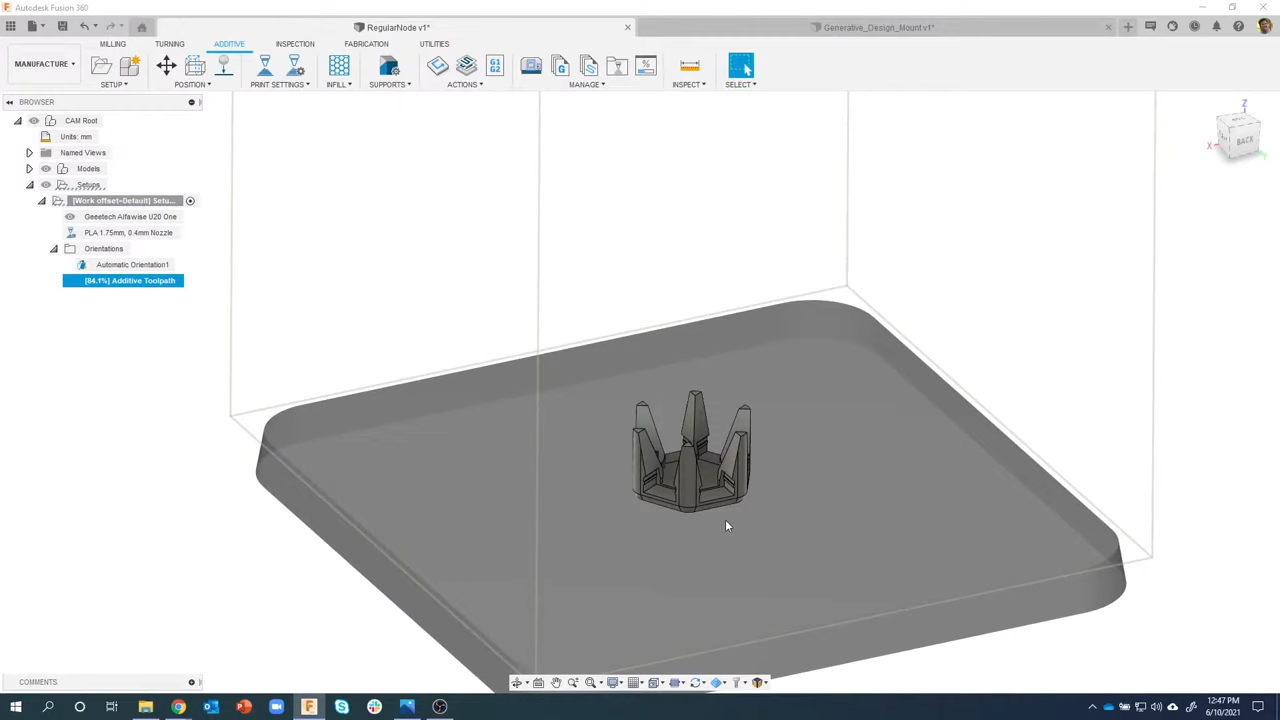 Autodesk Fusion 360
RegularNode v1*
Generative_Design_Mount v1*
MANUFACTURE
MILLING
TURNING
ADDITIVE
INSPECTION
FABRICATION
UTILITIES
SETUP
POSITION
PRINT SETTINGS
INFILL
SUPPORTS
ACTIONS
MANAGE
INSPECT
SELECT
G1
G2
BROWSER
CAM Root
Units: mm
Named Views
Models
Setups
[Work offset=Default] Setu...
Geeetech Alfawise U20 One
PLA 1.75mm, 0.4mm Nozzle
Orientations
Automatic Orientation1
[84.1%] Additive Toolpath
Z
X
BACK
COMMENTS
12:47 PM
6/10/2021